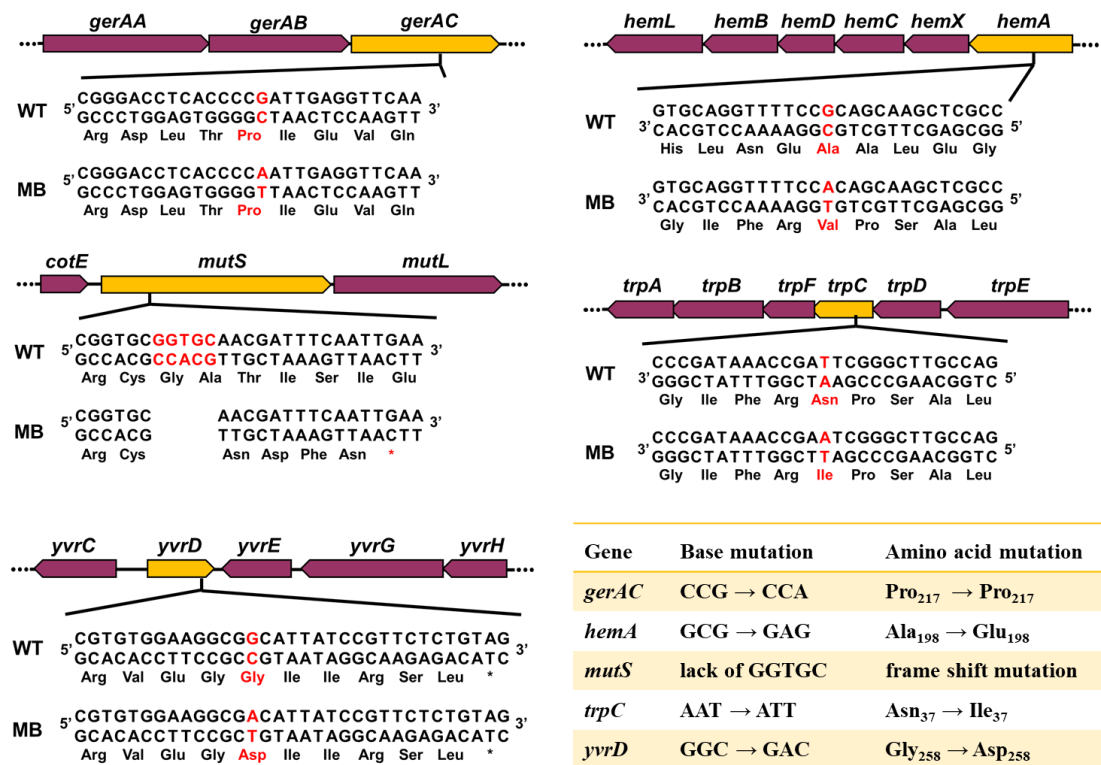 gerAA gerAB gerAC
WT 5' CGGGACCTCACCCCGATTGAGGTTCAA 3'
GCCCTGGAGTGGGGCTAACTCCAAGTT
Arg Asp Leu Thr Pro Ile Glu Val Gln
MB 5' CGGGACCTCACCCCAATTGAGGTTCAA 3'
GCCCTGGAGTGGGGTTAACTCCAAGTT
Arg Asp Leu Thr Pro Ile Glu Val Gln
hemL hemB hemD hemC hemX hemA
WT 3' GTGCAGGTTTTCCGCAGCAAGCTCGCC 5'
CACGTCCAAAAGGCGTCGTTCGAGCGG
His Leu Asn Glu Ala Ala Leu Glu Gly
MB 3' GTGCAGGTTTTCCACAGCAAGCTCGCC 5'
CACGTCCAAAAGGTGTCGTTCGAGCGG
Gly Ile Phe Arg Val Pro Ser Ala Leu
cotE mutS mutL
WT 5' CGGTGCGGTGCAACGATTTCAATTGAA 3'
GCCACGCCACGTTGCTAAAGTTAACTT
Arg Cys Gly Ala Thr Ile Ser Ile Glu
MB 5' CGGTGC AACGATTTCAATTGAA 3'
GCCACG TTGCTAAAGTTAACTT
Arg Cys Asn Asp Phe Asn *
trpA trpB trpF trpC trpD trpE
WT 3' CCCGATAAACCGATTCGGGCTTGCCAG 5'
GGGCTATTTGGCTAAGCCCGAACGGTC
Gly Ile Phe Arg Asn Pro Ser Ala Leu
MB 3' CCCGATAAACCGAATCGGGCTTGCCAG 5'
GGGCTATTTGGCTTAGCCCGAACGGTC
Gly Ile Phe Arg Ile Pro Ser Ala Leu
yvrC yvrD yvrE yvrG yvrH
WT 5' CGTGTGGAAGGCGGCATTATCCGTTCTCTGTAG
GCACACCTTCCGCCGTAATAGGCAAGAGACATC
Arg Val Glu Gly Gly Ile Ile Arg Ser Leu *
MB 5' CGTGTGGAAGGCGACATTATCCGTTCTCTGTAG
GCACACCTTCCGCTGTAATAGGCAAGAGACATC
Arg Val Glu Gly Asp Ile Ile Arg Ser Leu *
Gene Base mutation Amino acid mutation
gerAC CCG → CCA Pro217 → Pro217
hemA GCG → GAG Ala198 → Glu198
mutS lack of GGTGC frame shift mutation
trpC AAT → ATT Asn37 → Ile37
yvrD GGC → GAC Gly258 → Asp258